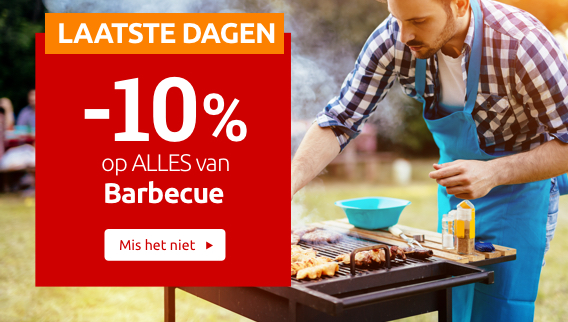 LAATSTE DAGEN
-10%
op ALLES van
Barbecue
Mis het niet